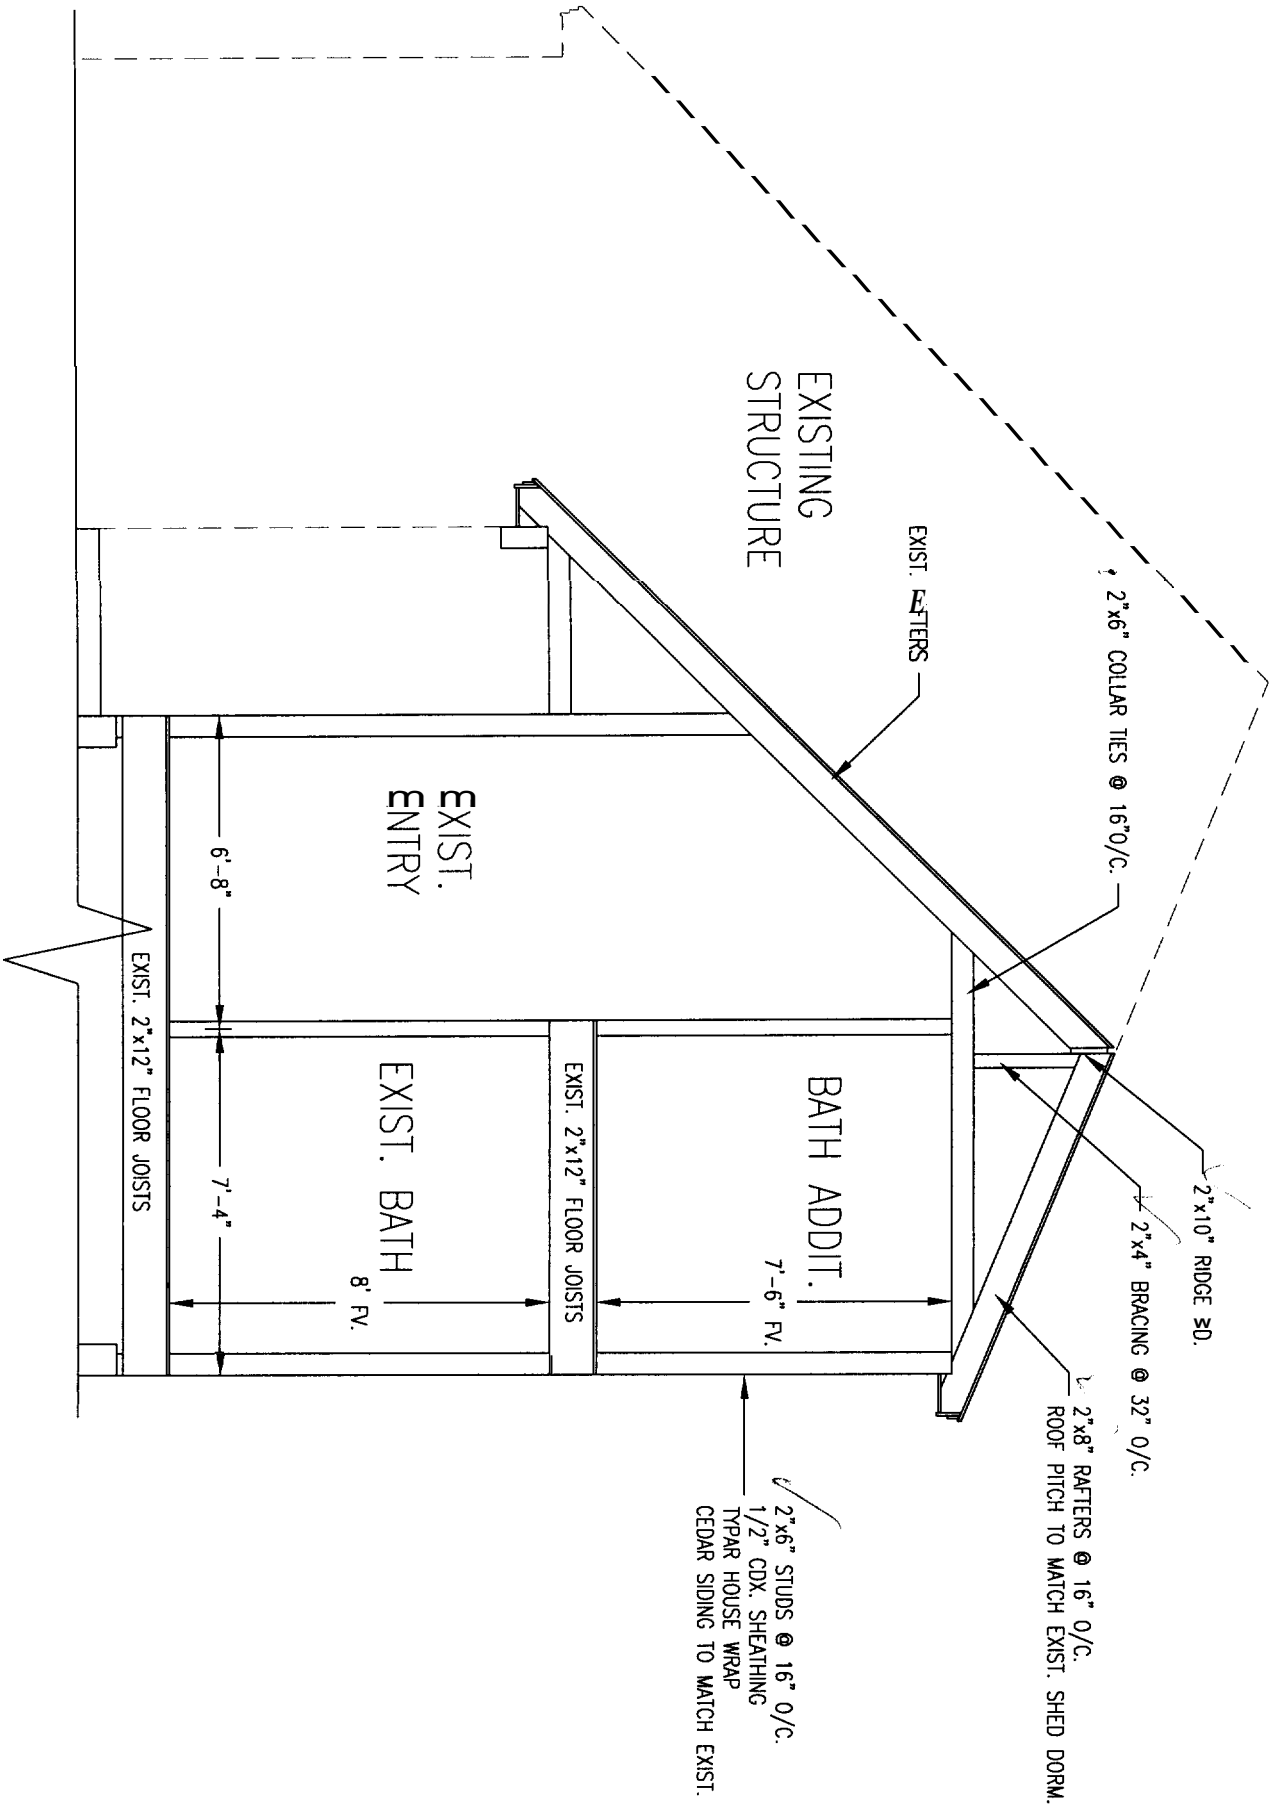 2"x10" RIDGE
2"x4" BRACING @ 32" O/C.
2"x6" COLLAR TIES @ 16"O/C.
2"x8" RAFTERS @ 16" O/C.
ROOF PITCH TO MATCH EXIST. SHED DORM.
EXIST.
EXISTING
STRUCTURE
BATH ADDIT.
7'-6" FV.
2"x6" STUDS @ 16" O/C.
1/2" CDX. SHEATHING
TYPAR HOUSE WRAP
CEDAR SIDING TO MATCH EXIST.
EXIST. 2"x12" FLOOR JOISTS
EXIST.
ENTRY
EXIST. BATH
8' FV.
6'-8"
7'-4"
EXIST. 2"x12" FLOOR JOISTS